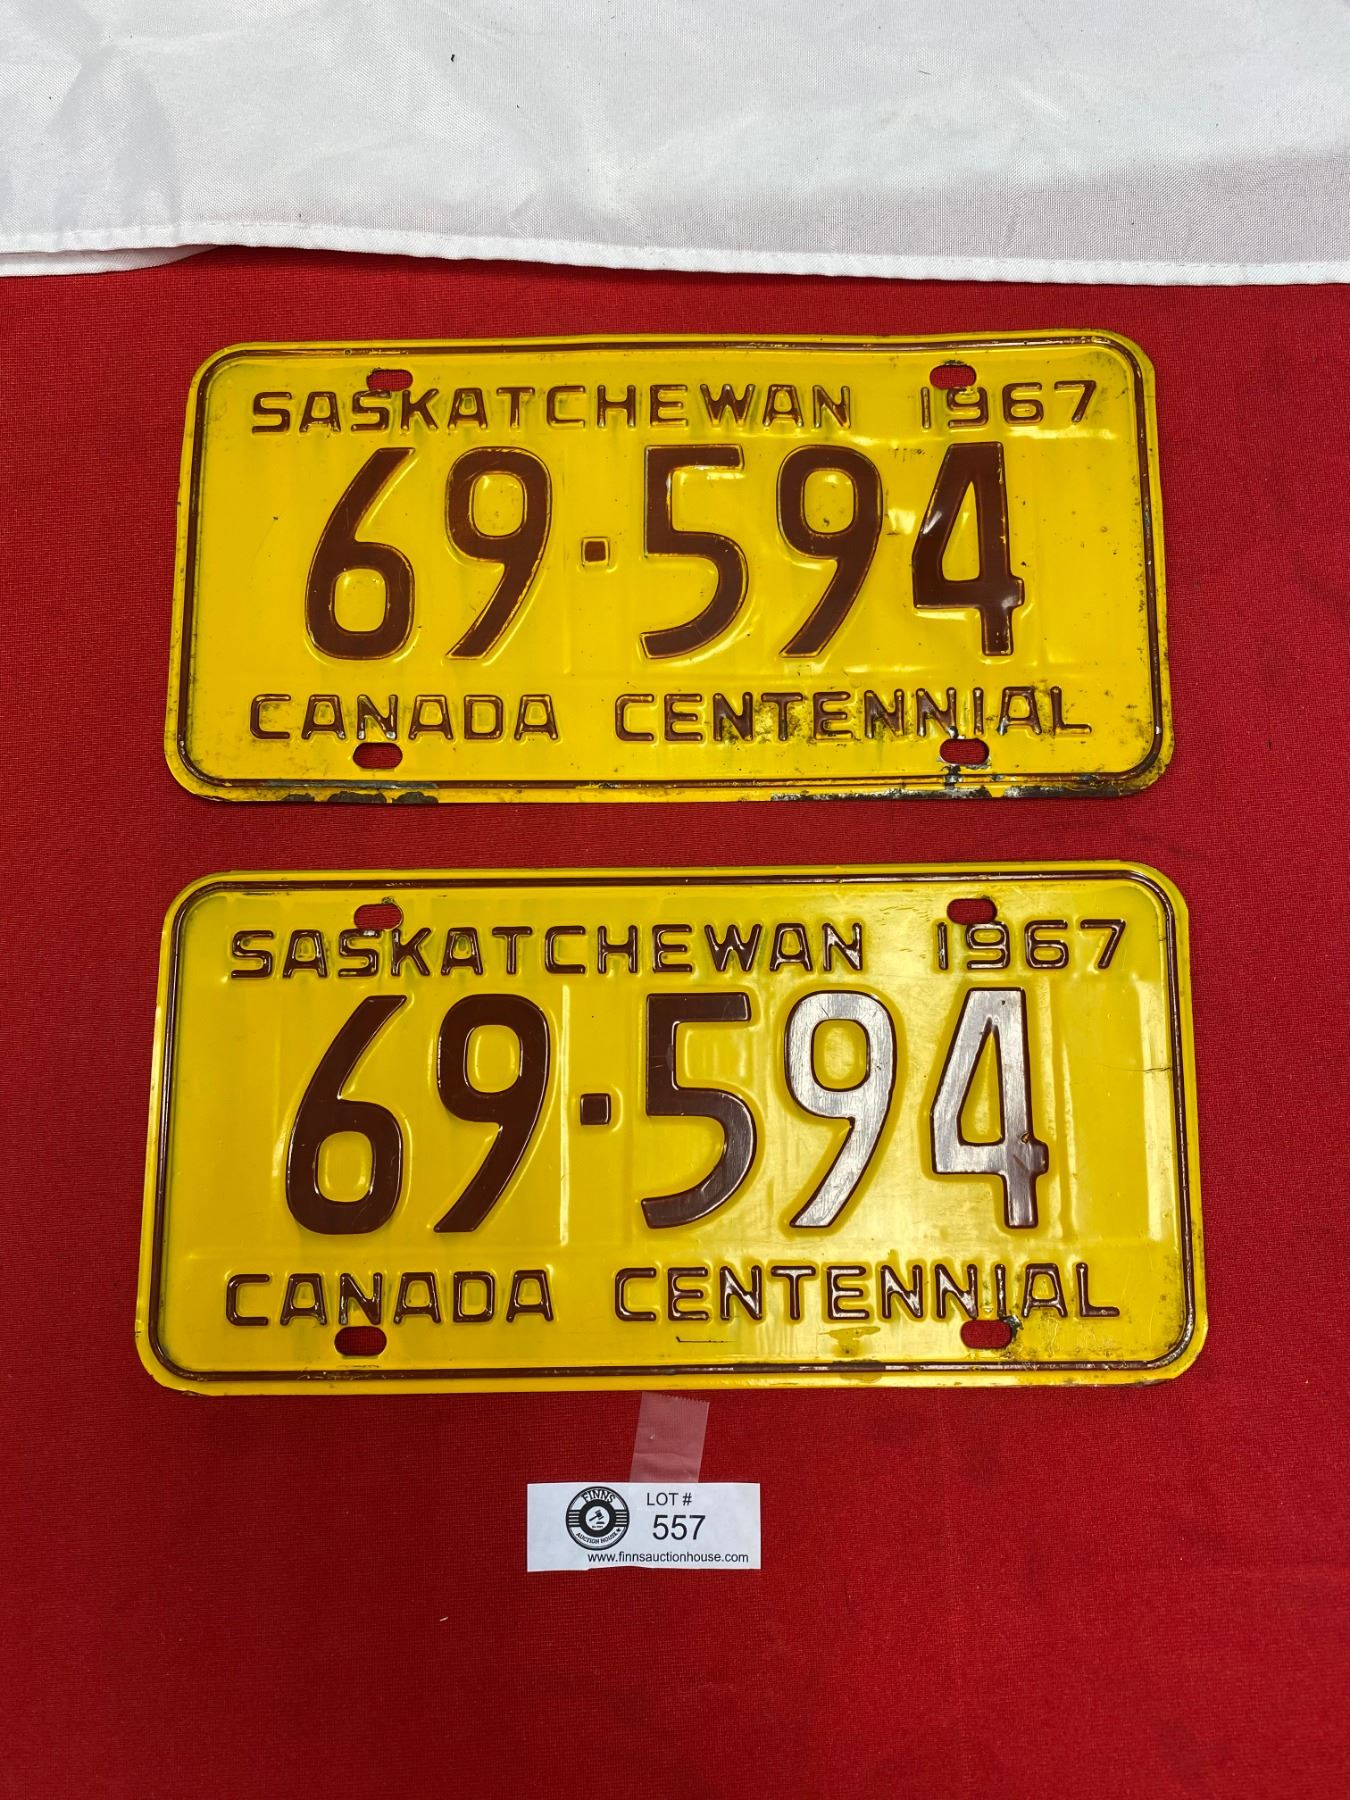 SASKATCHEWAN 1967
69·594
CANADA CENTENNIAL
SASKATCHEWAN 1967
69·594
CANADA CENTENNIAL
FINNS
AUCTION HOUSE
LOT #
557
www.finnsauctionhouse.com